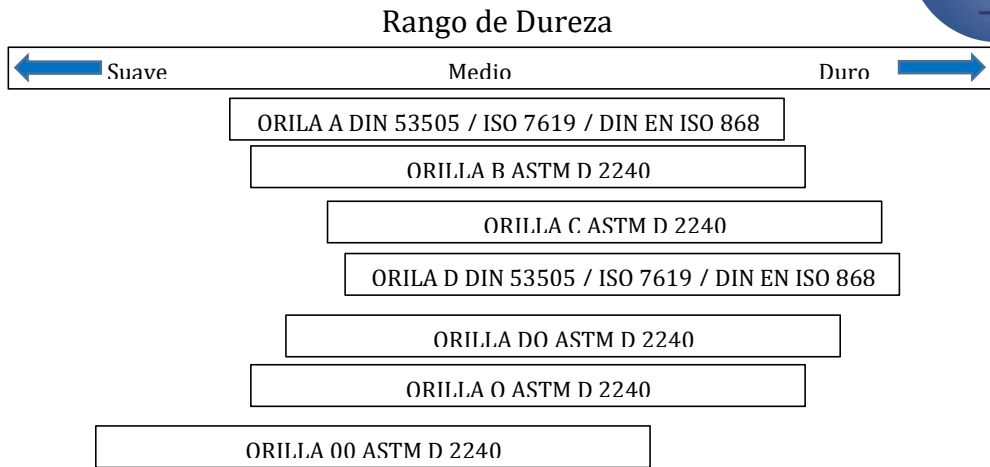 Rango de Dureza
Suave Medio Duro
ORILA A DIN 53505 / ISO 7619 / DIN EN ISO 868
ORILLA B ASTM D 2240
ORILLA C ASTM D 2240
ORILA D DIN 53505 / ISO 7619 / DIN EN ISO 868
ORILLA DO ASTM D 2240
ORILLA O ASTM D 2240
ORILLA 00 ASTM D 2240